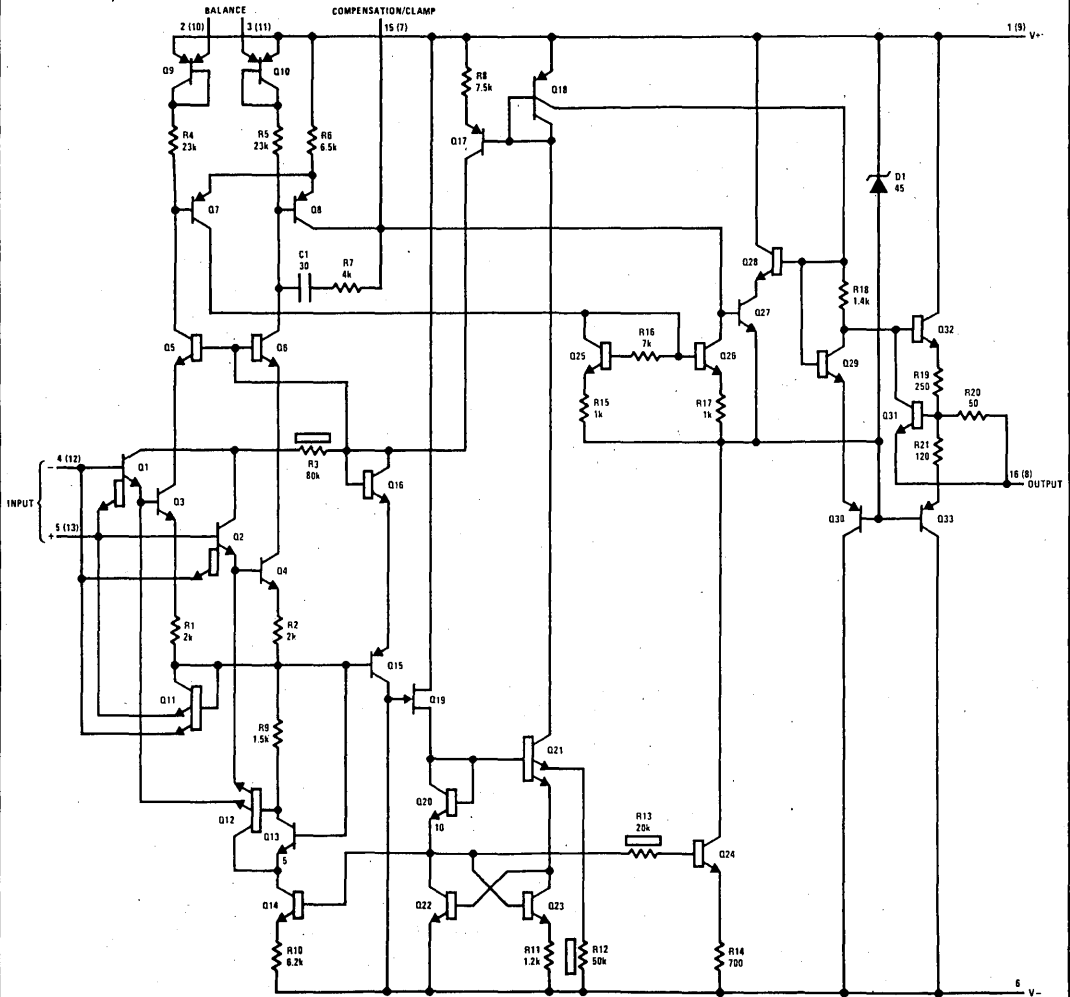 BALANCE
COMPENSATION/CLAMP
2 (10)
3 (11)
15 (7)
1 (9)
V+
Q9
Q10
R8
7.5k
Q18
R4
23k
R5
23k
R6
6.5k
Q17
D1
45
Q7
Q8
C1
30
R7
4k
Q28
R18
1.4k
Q27
Q5
Q6
Q25
R16
7k
Q26
Q29
Q32
R15
1k
R17
1k
R19
250
R20
50
Q31
R21
120
4 (12)
–
Q1
R3
80k
Q16
Q3
INPUT
5 (13)
+
16 (8)
OUTPUT
Q2
Q30
Q33
Q4
R1
2k
R2
2k
Q15
Q11
Q19
R9
1.5k
Q21
Q12
Q13
5
Q20
10
R13
20k
Q24
Q14
Q22
Q23
R10
6.2k
R11
1.2k
R12
50k
R14
700
6
V–